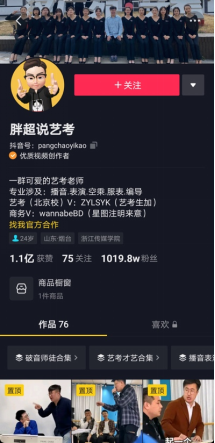 + 关注
胖超说艺考
抖音号：pangchaoyikao
优质视频创作者
一群可爱的艺考老师
专业涉及：播音.表演.空乘.服表.编导
艺考（北京校）V：ZYLSYK（艺考生加）
商务V：wannabeBD（星图注明来意）
找我官方合作
24岁 山东·烟台 浙江传媒学院
1.1亿 获赞 75 关注 1019.8w 粉丝
商品橱窗
1件商品
作品 76 喜欢
破音师徒合集 艺考才艺合集 播音表
置顶 置顶 置顶
起一个